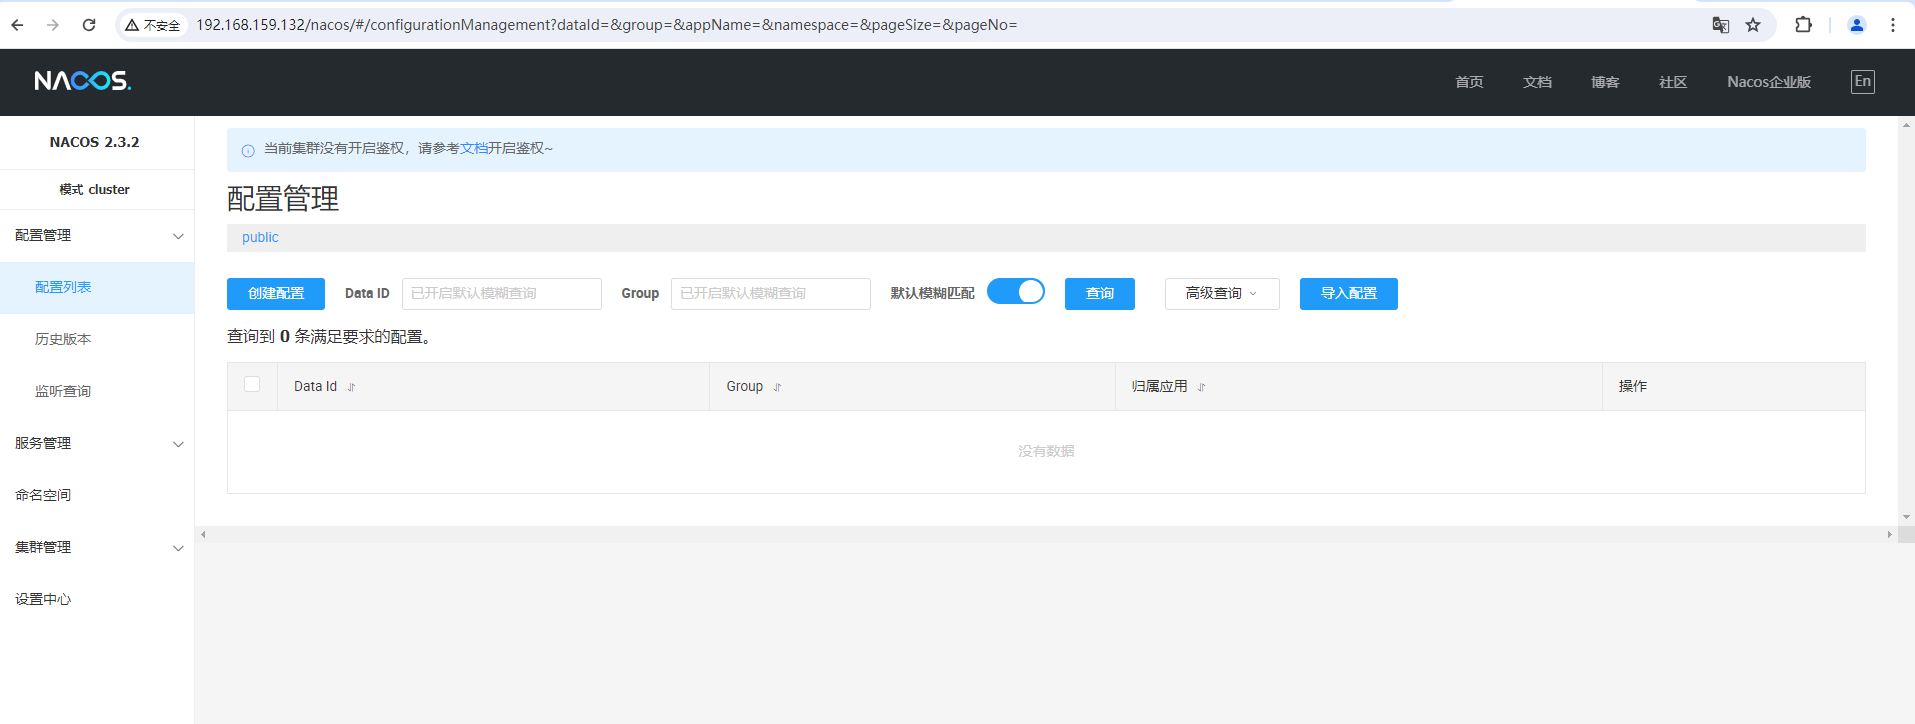 不安全 192.168.159.132/nacos/#/configurationManagement?dataId=&group=&appName=&namespace=&pageSize=&pageNo=
NACOS.
首页 文档 博客 社区 Nacos企业版 En
NACOS 2.3.2
模式 cluster
配置管理
配置列表
历史版本
监听查询
服务管理
命名空间
集群管理
设置中心
当前集群没有开启鉴权，请参考文档开启鉴权~
配置管理
public
创建配置 Data ID 已开启默认模糊查询 Group 已开启默认模糊查询 默认模糊匹配 查询 高级查询 导入配置
查询到 0 条满足要求的配置。
Data Id Group 归属应用 操作
没有数据